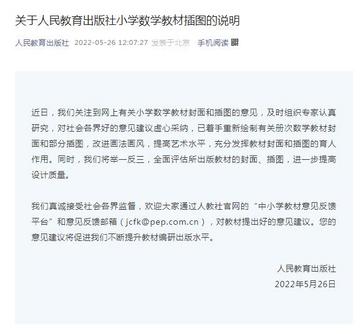 关于人民教育出版社小学数学教材插图的说明
人民教育出版社 2022-05-26 12:07:27 发表于北京 手机阅读
近日，我们关注到网上有关小学数学教材封面和插图的意见，及时组织专家认真
研究，对社会各界好的意见建议虚心采纳，已着手重新绘制有关册次数学教材封
面和部分插图，改进画法画风，提高艺术水平，充分发挥教材封面和插图的育人
作用。同时，我们将举一反三，全面评估所出版教材的封面、插图，进一步提高
设计质量。
我们真诚接受社会各界监督，欢迎大家通过人教社官网的“中小学教材意见反馈
平台”和意见反馈邮箱（jcfk@pep.com.cn），对教材提出好的意见建议。您的
意见建议将促进我们不断提升教材编研出版水平。
人民教育出版社
2022年5月26日